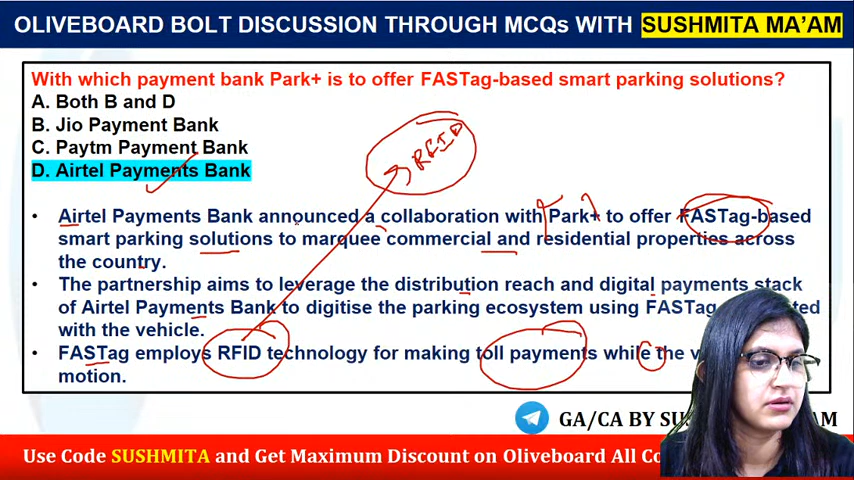 OLIVEBOARD BOLT DISCUSSION THROUGH MCQs WITH SUSHMITA MA'AM
With which payment bank Park+ is to offer FASTag-based smart parking solutions?
A. Both B and D
B. Jio Payment Bank
C. Paytm Payment Bank
D. Airtel Payments Bank
RFID
• Airtel Payments Bank announced a collaboration with Park+ to offer FASTag-based
smart parking solutions to marquee commercial and residential properties across
the country.
• The partnership aims to leverage the distribution reach and digital payments stack
of Airtel Payments Bank to digitise the parking ecosystem using FASTag
with the vehicle.
• FASTag employs RFID technology for making toll payments while the
motion.
GA/CA BY
Use Code SUSHMITA and Get Maximum Discount on Oliveboard All